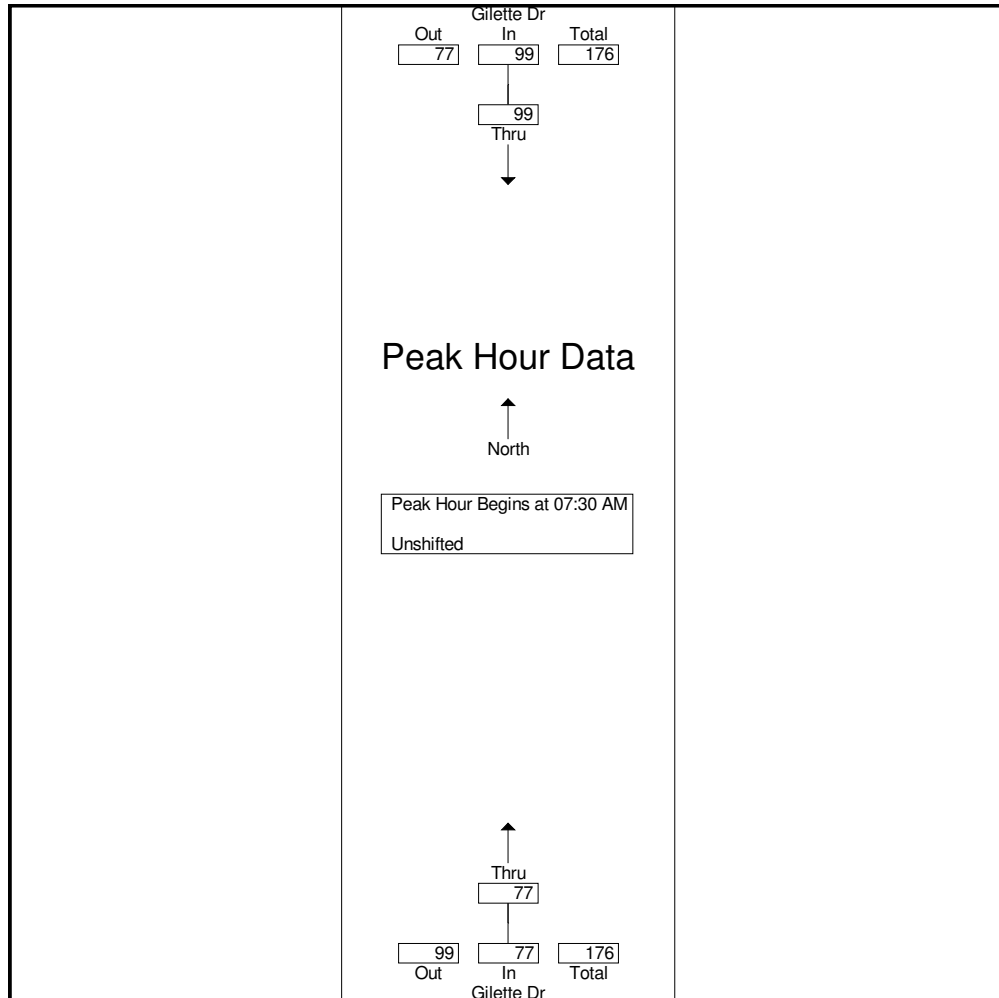 Gilette Dr
Out In Total
77 99 176
99
Thru
Peak Hour Data
North
Peak Hour Begins at 07:30 AM
Unshifted
Thru
77
99 77 176
Out In Total
Gilette Dr